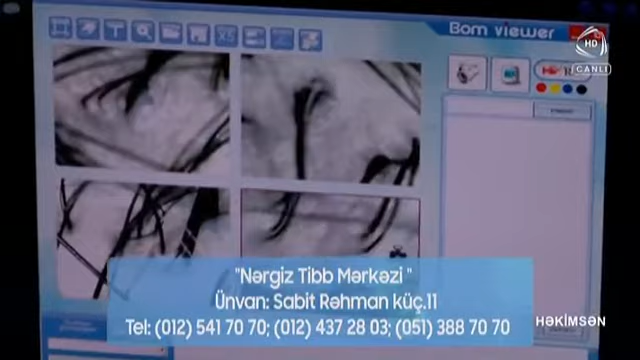 Bom viewer
HD
CANLI
"Nərgiz Tibb Mərkəzi "
Ünvan: Sabit Rəhman küç.11
Tel: (012) 541 70 70; (012) 437 28 03; (051) 388 70 70
HƏKİMSƏN